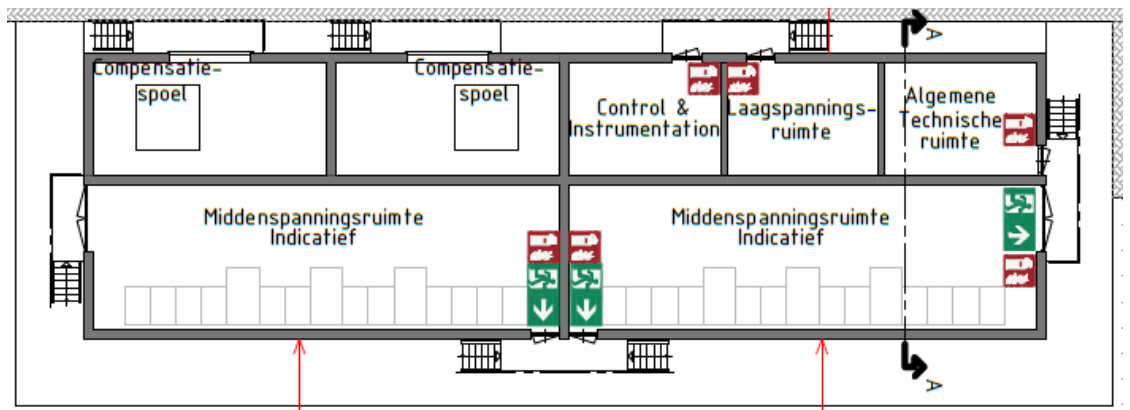 A
Compensatie-
spoel
Compensatie-
spoel
Control &
Instrumentation
Laagspannings-
ruimte
Algemene
Technische
ruimte
Middenspanningsruimte
Indicatief
Middenspanningsruimte
Indicatief
A